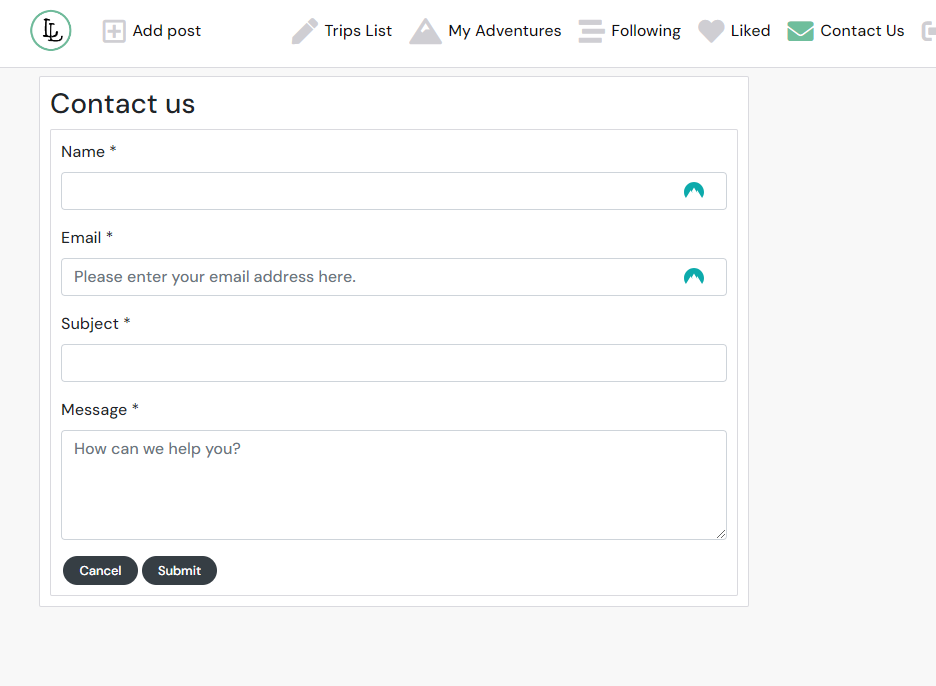 LL Add post Trips List My Adventures Following Liked Contact Us
Contact us
Name *
Email *
Please enter your email address here.
Subject *
Message *
How can we help you?
Cancel Submit